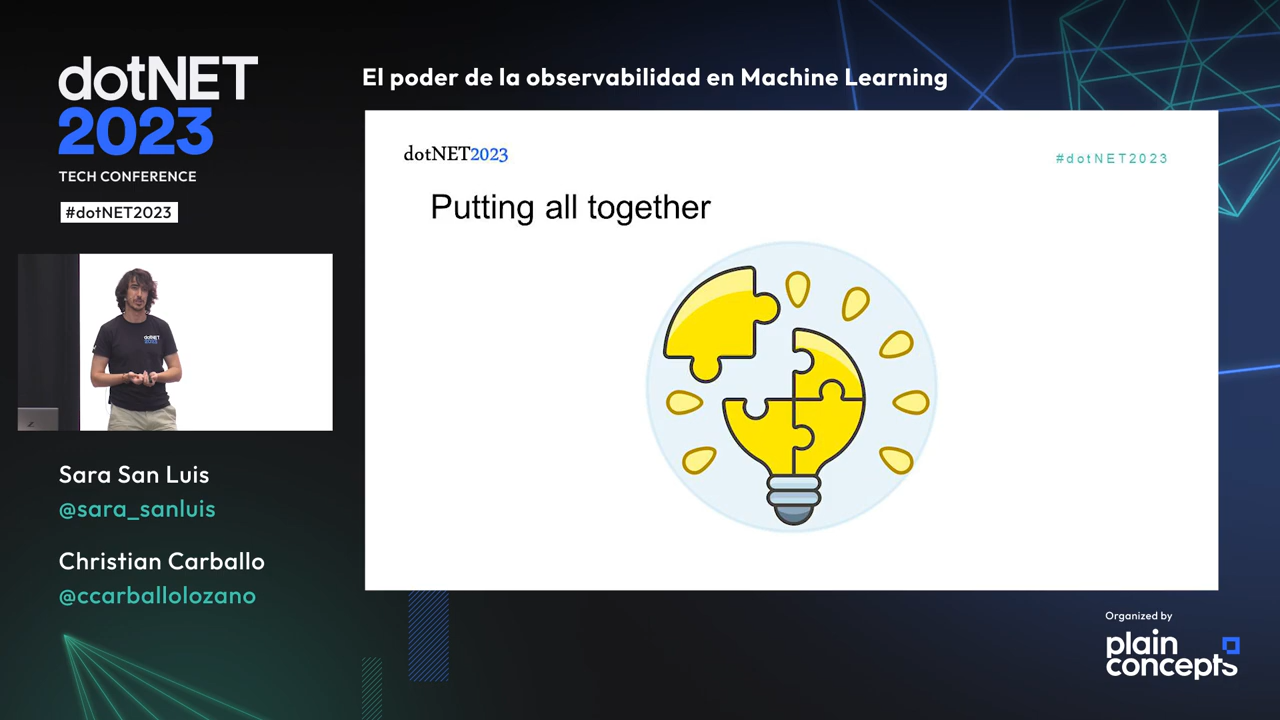 dotNET
2023
TECH CONFERENCE
#dotNET2023
El poder de la observabilidad en Machine Learning
dotNET2023
#dotNET2023
Putting all together
Sara San Luis
@sara_sanluis
Christian Carballo
@ccarballolozano
Organized by
plain
concepts